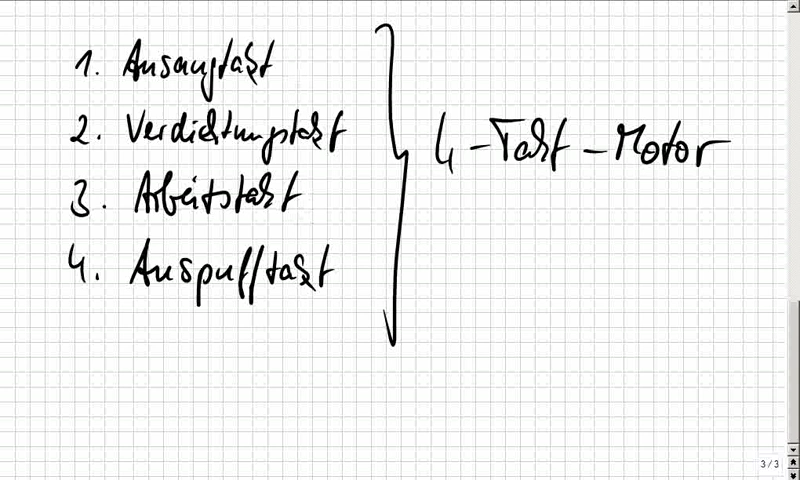 1. Ansaugtakt
2. Verdichtungstakt
3. Arbeitstakt
4. Auspufftakt
4-Takt-Motor
3/3